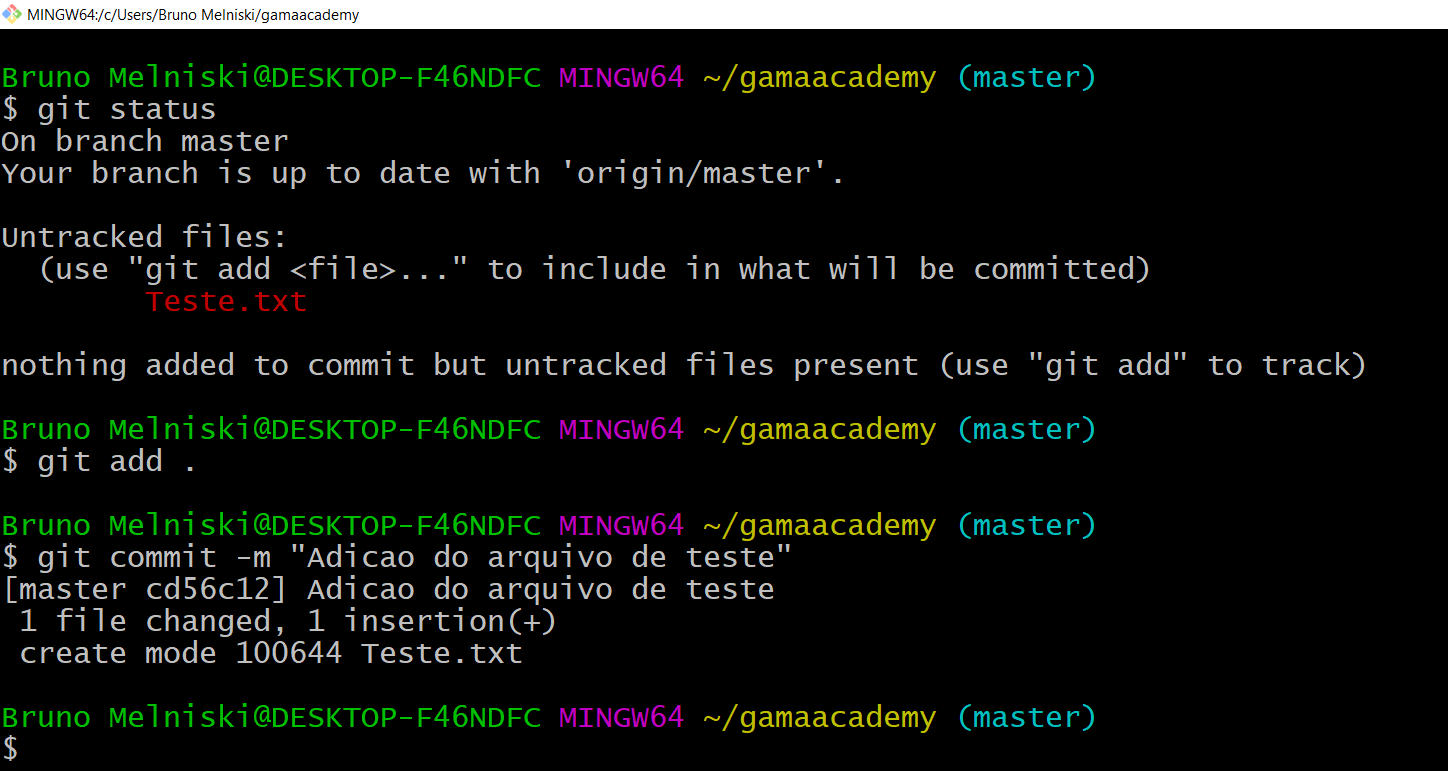 MINGW64:/c/Users/Bruno Melniski/gamaacademy
Bruno Melniski@DESKTOP-F46NDFC MINGW64 ~/gamaacademy (master)
$ git status
On branch master
Your branch is up to date with 'origin/master'.
Untracked files:
  (use "git add <file>..." to include in what will be committed)
        Teste.txt
nothing added to commit but untracked files present (use "git add" to track)
Bruno Melniski@DESKTOP-F46NDFC MINGW64 ~/gamaacademy (master)
$ git add .
Bruno Melniski@DESKTOP-F46NDFC MINGW64 ~/gamaacademy (master)
$ git commit -m "Adicao do arquivo de teste"
[master cd56c12] Adicao do arquivo de teste
 1 file changed, 1 insertion(+)
 create mode 100644 Teste.txt
Bruno Melniski@DESKTOP-F46NDFC MINGW64 ~/gamaacademy (master)
$